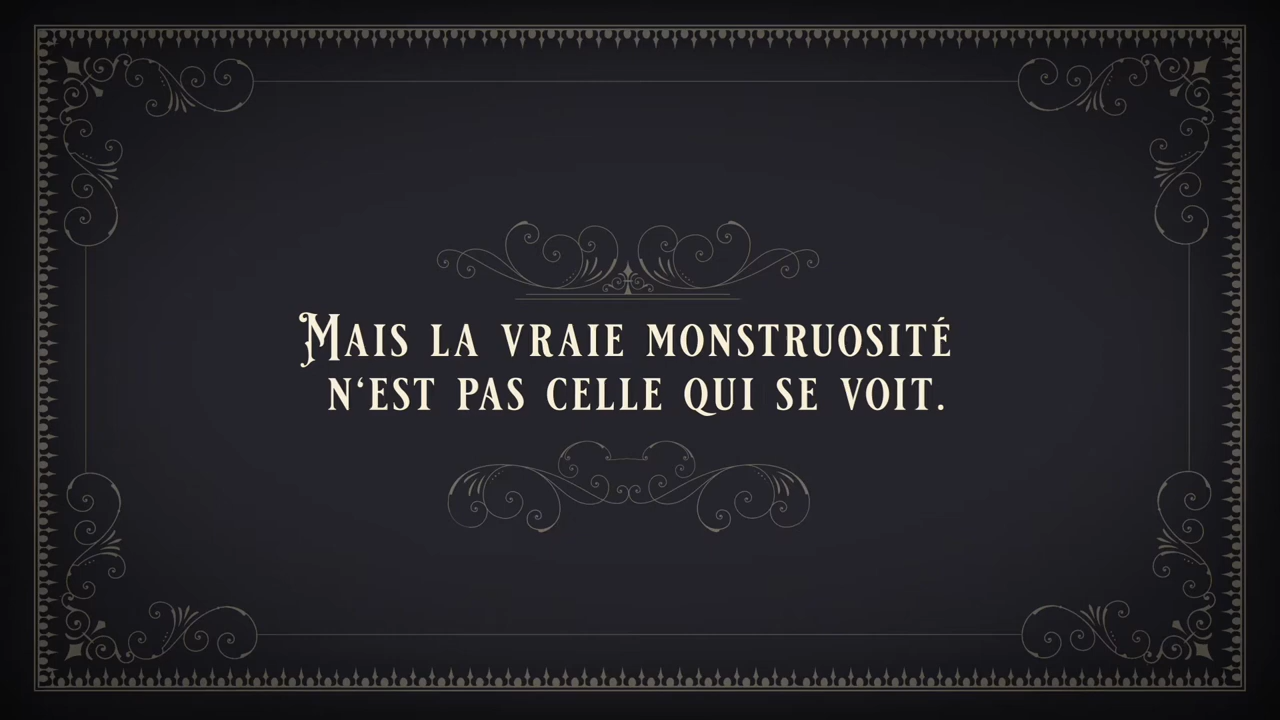 Mais la vraie monstruosité
n‘est pas celle qui se voit.